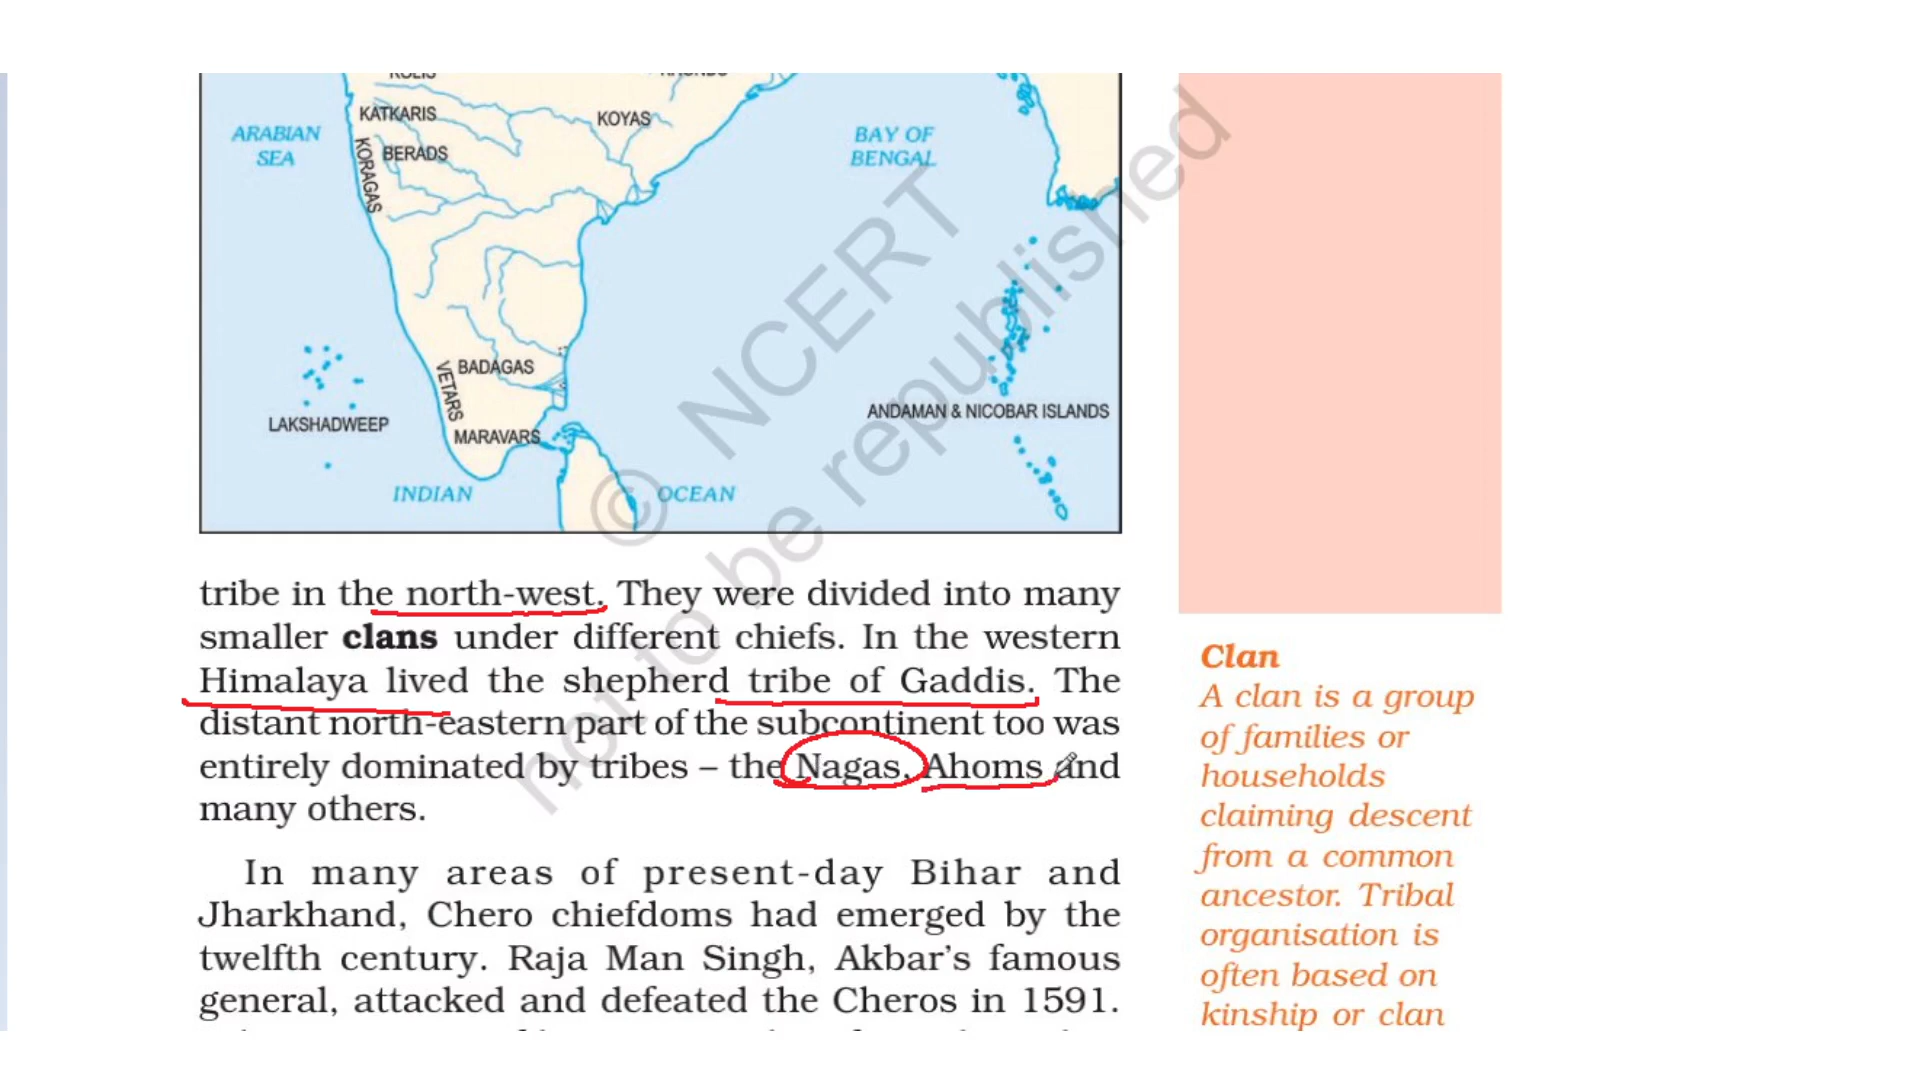 KATKARIS
KOYAS
ARABIAN
SEA
BAY OF
BENGAL
KORAGAS
BERADS
BADAGAS
VETARS
LAKSHADWEEP
MARAVARS
ANDAMAN & NICOBAR ISLANDS
INDIAN OCEAN
© NCERT
not to be republished
tribe in the north-west. They were divided into many
smaller clans under different chiefs. In the western
Himalaya lived the shepherd tribe of Gaddis. The
distant north-eastern part of the subcontinent too was
entirely dominated by tribes – the Nagas, Ahoms and
many others.
In many areas of present-day Bihar and
Jharkhand, Chero chiefdoms had emerged by the
twelfth century. Raja Man Singh, Akbar's famous
general, attacked and defeated the Cheros in 1591.
Clan
A clan is a group
of families or
households
claiming descent
from a common
ancestor. Tribal
organisation is
often based on
kinship or clan